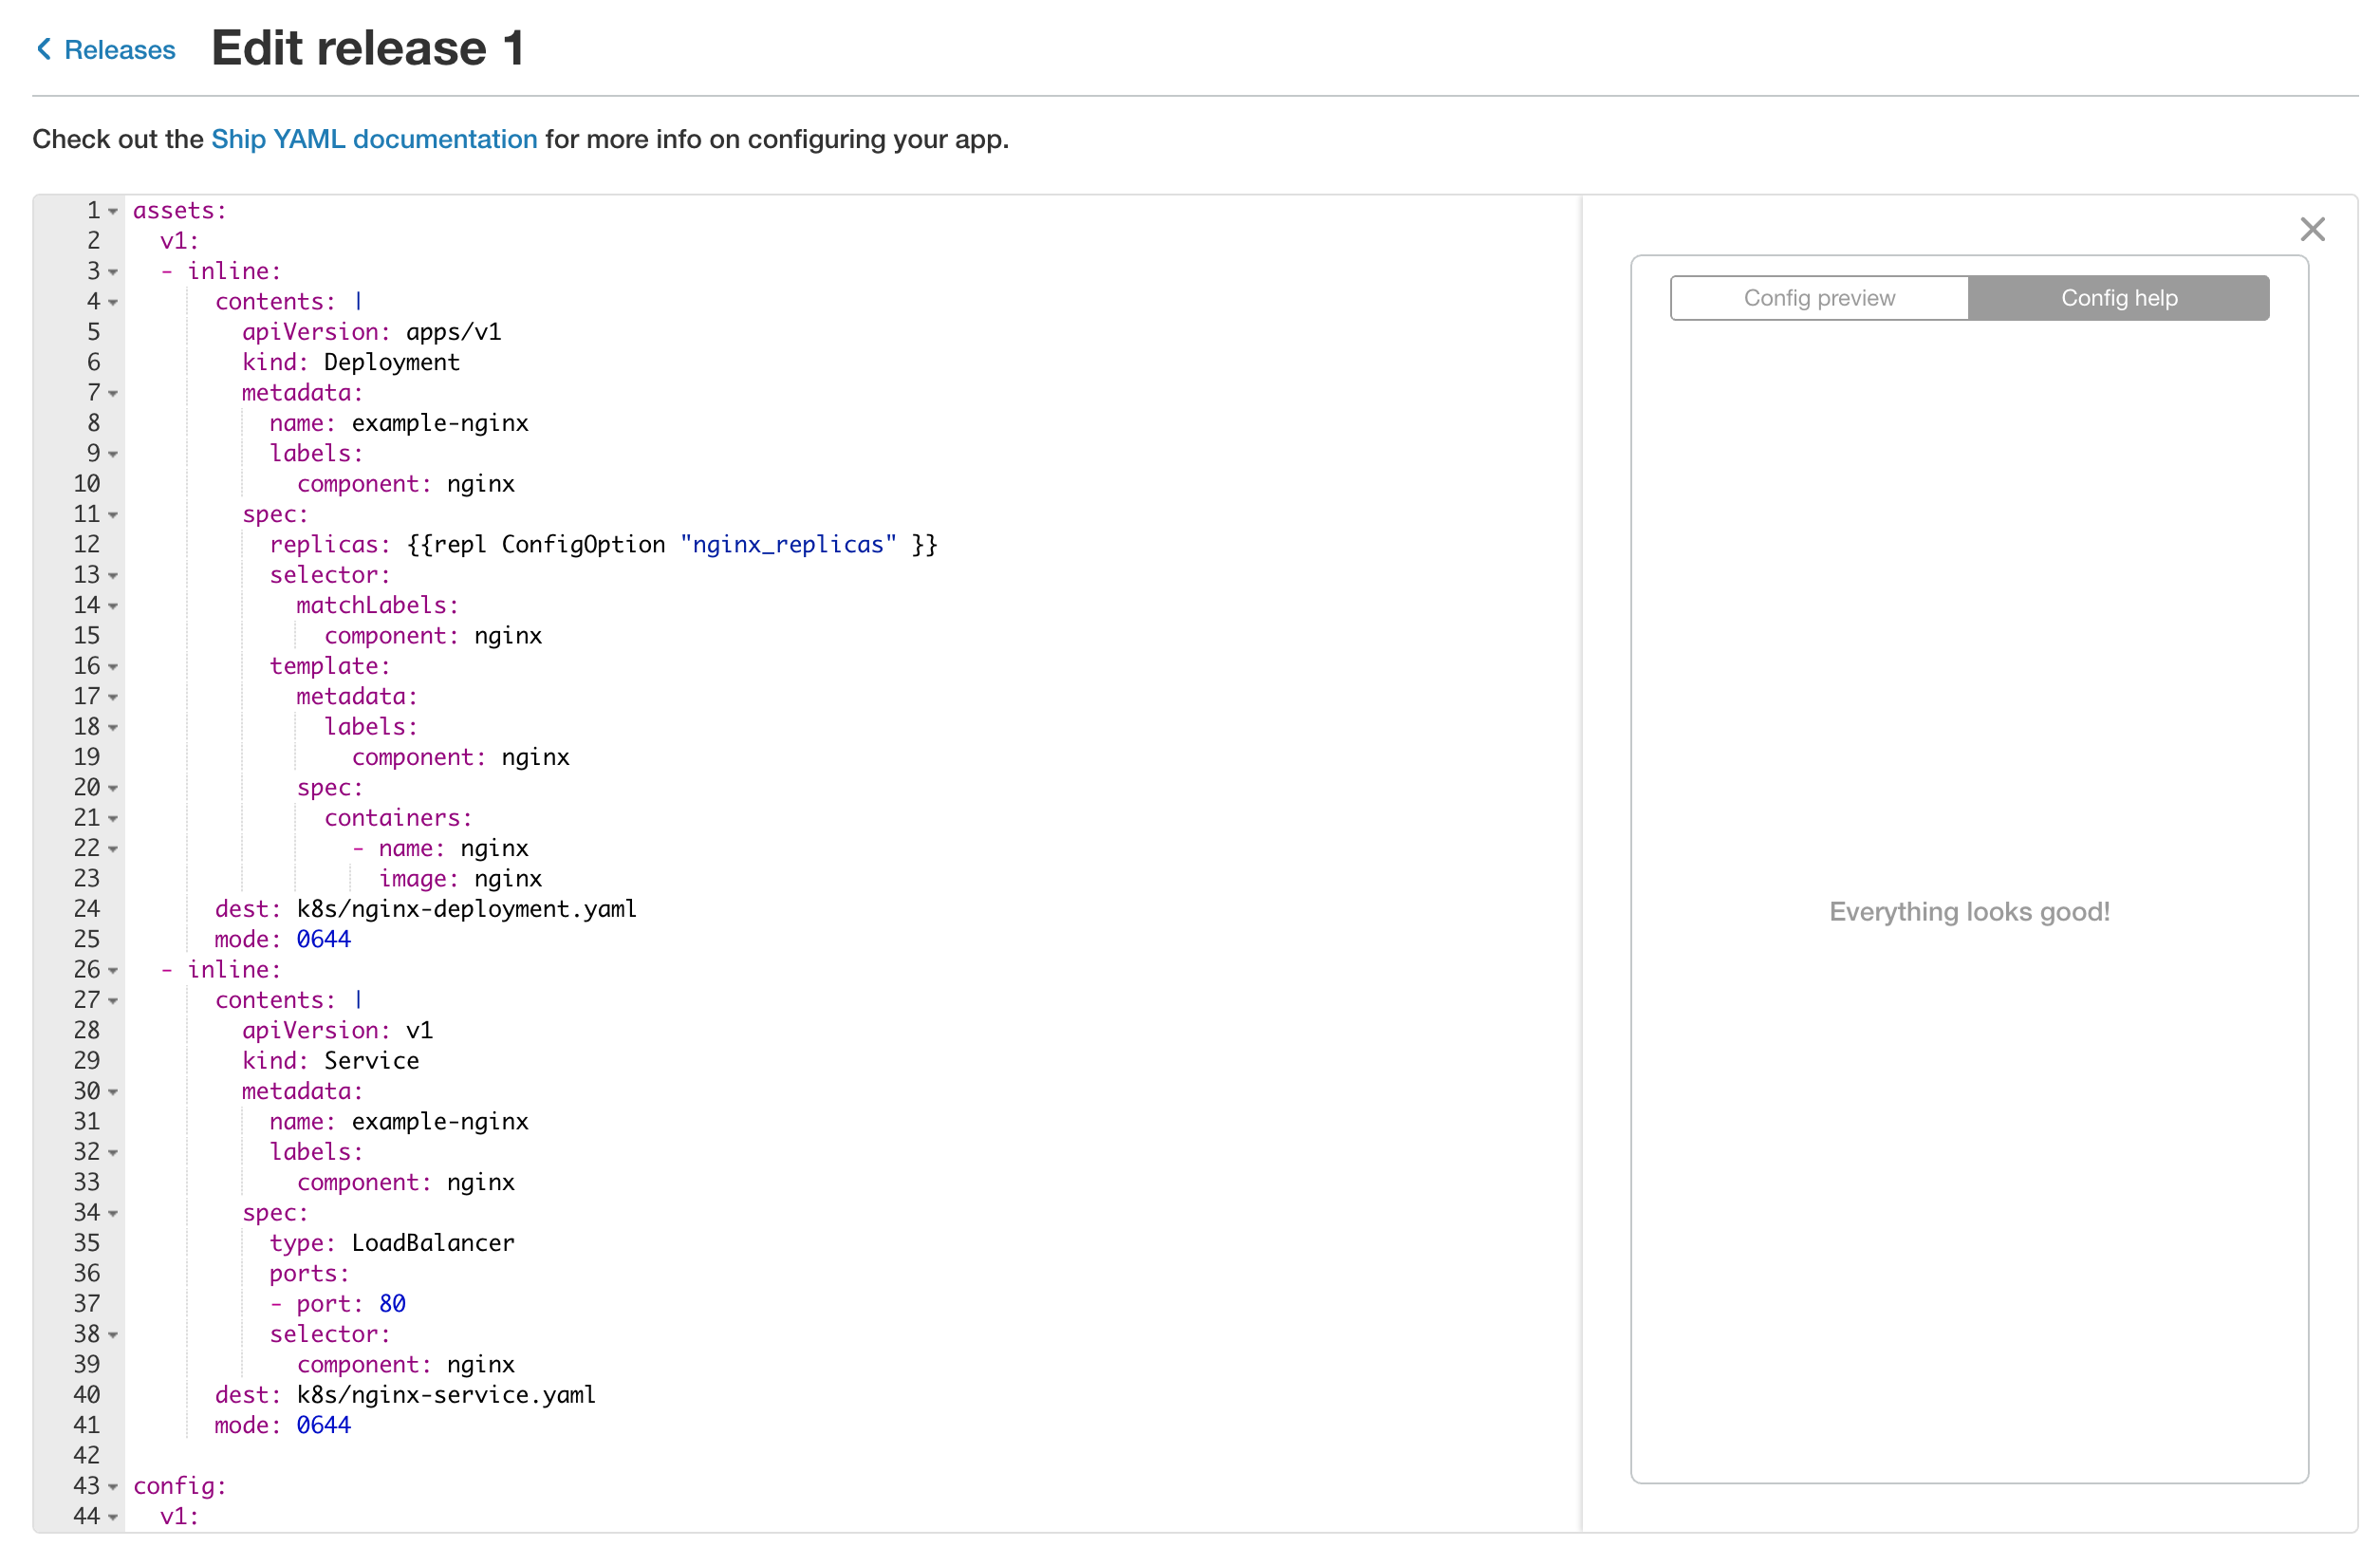 Releases Edit release 1
Check out the Ship YAML documentation for more info on configuring your app.
1 assets:
2   v1:
3   - inline:
4       contents: |
5         apiVersion: apps/v1
6         kind: Deployment
7         metadata:
8           name: example-nginx
9           labels:
10             component: nginx
11         spec:
12           replicas: {{repl ConfigOption "nginx_replicas" }}
13           selector:
14             matchLabels:
15               component: nginx
16           template:
17             metadata:
18               labels:
19                 component: nginx
20             spec:
21               containers:
22                 - name: nginx
23                   image: nginx
24       dest: k8s/nginx-deployment.yaml
25       mode: 0644
26   - inline:
27       contents: |
28         apiVersion: v1
29         kind: Service
30         metadata:
31           name: example-nginx
32           labels:
33             component: nginx
34         spec:
35           type: LoadBalancer
36           ports:
37           - port: 80
38           selector:
39             component: nginx
40       dest: k8s/nginx-service.yaml
41       mode: 0644
42
43 config:
44   v1:
Config preview Config help
Everything looks good!